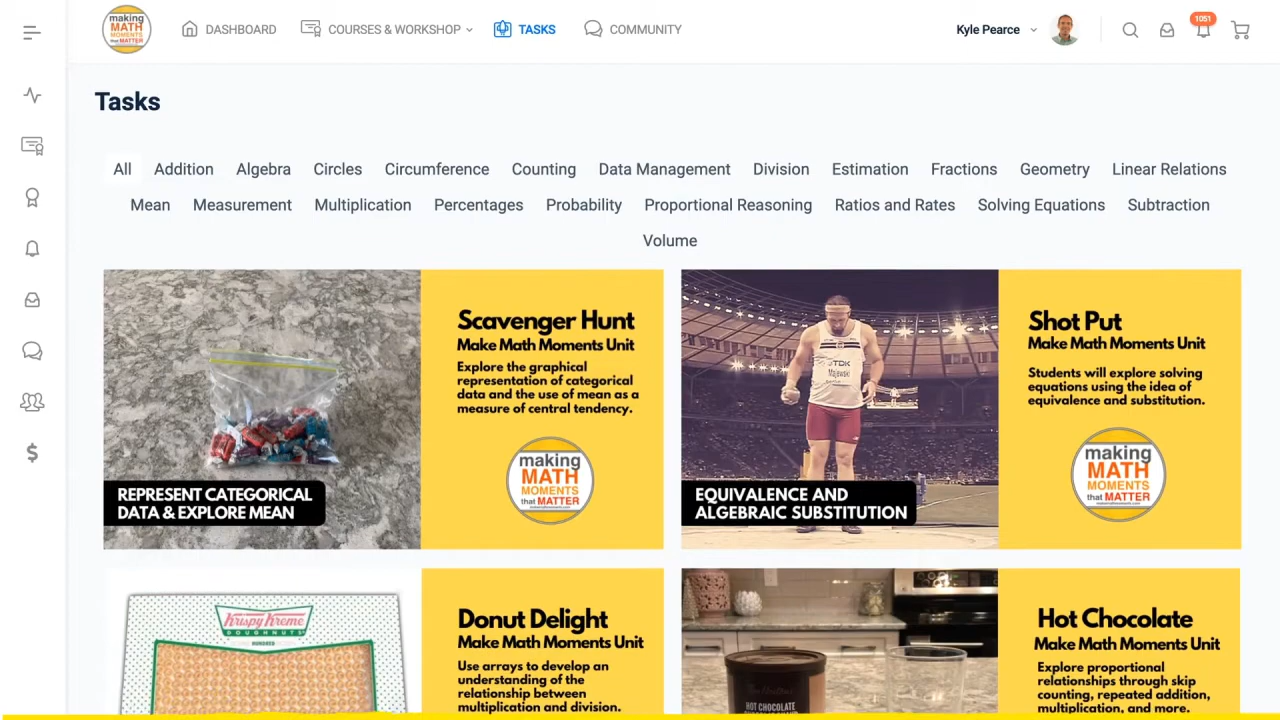 making
MATH
MOMENTS
that MATTER
DASHBOARD
COURSES & WORKSHOP
TASKS
COMMUNITY
Kyle Pearce
1051
Tasks
All Addition Algebra Circles Circumference Counting Data Management Division Estimation Fractions Geometry Linear Relations
Mean Measurement Multiplication Percentages Probability Proportional Reasoning Ratios and Rates Solving Equations Subtraction
Volume
REPRESENT CATEGORICAL
DATA & EXPLORE MEAN
Scavenger Hunt
Make Math Moments Unit
Explore the graphical
representation of categorical
data and the use of mean as a
measure of central tendency.
making
MATH
MOMENTS
that MATTER
TDK
Majewski
EQUIVALENCE AND
ALGEBRAIC SUBSTITUTION
Shot Put
Make Math Moments Unit
Students will explore solving
equations using the idea of
equivalence and substitution.
making
MATH
MOMENTS
that MATTER
Krispy Kreme
DOUGHNUTS
HUNDRED
Donut Delight
Make Math Moments Unit
Use arrays to develop an
understanding of the
relationship between
multiplication and division.
HOT CHOCOLATE
Hot Chocolate
Make Math Moments Unit
Explore proportional
relationships through skip
counting, repeated addition,
multiplication, and more.